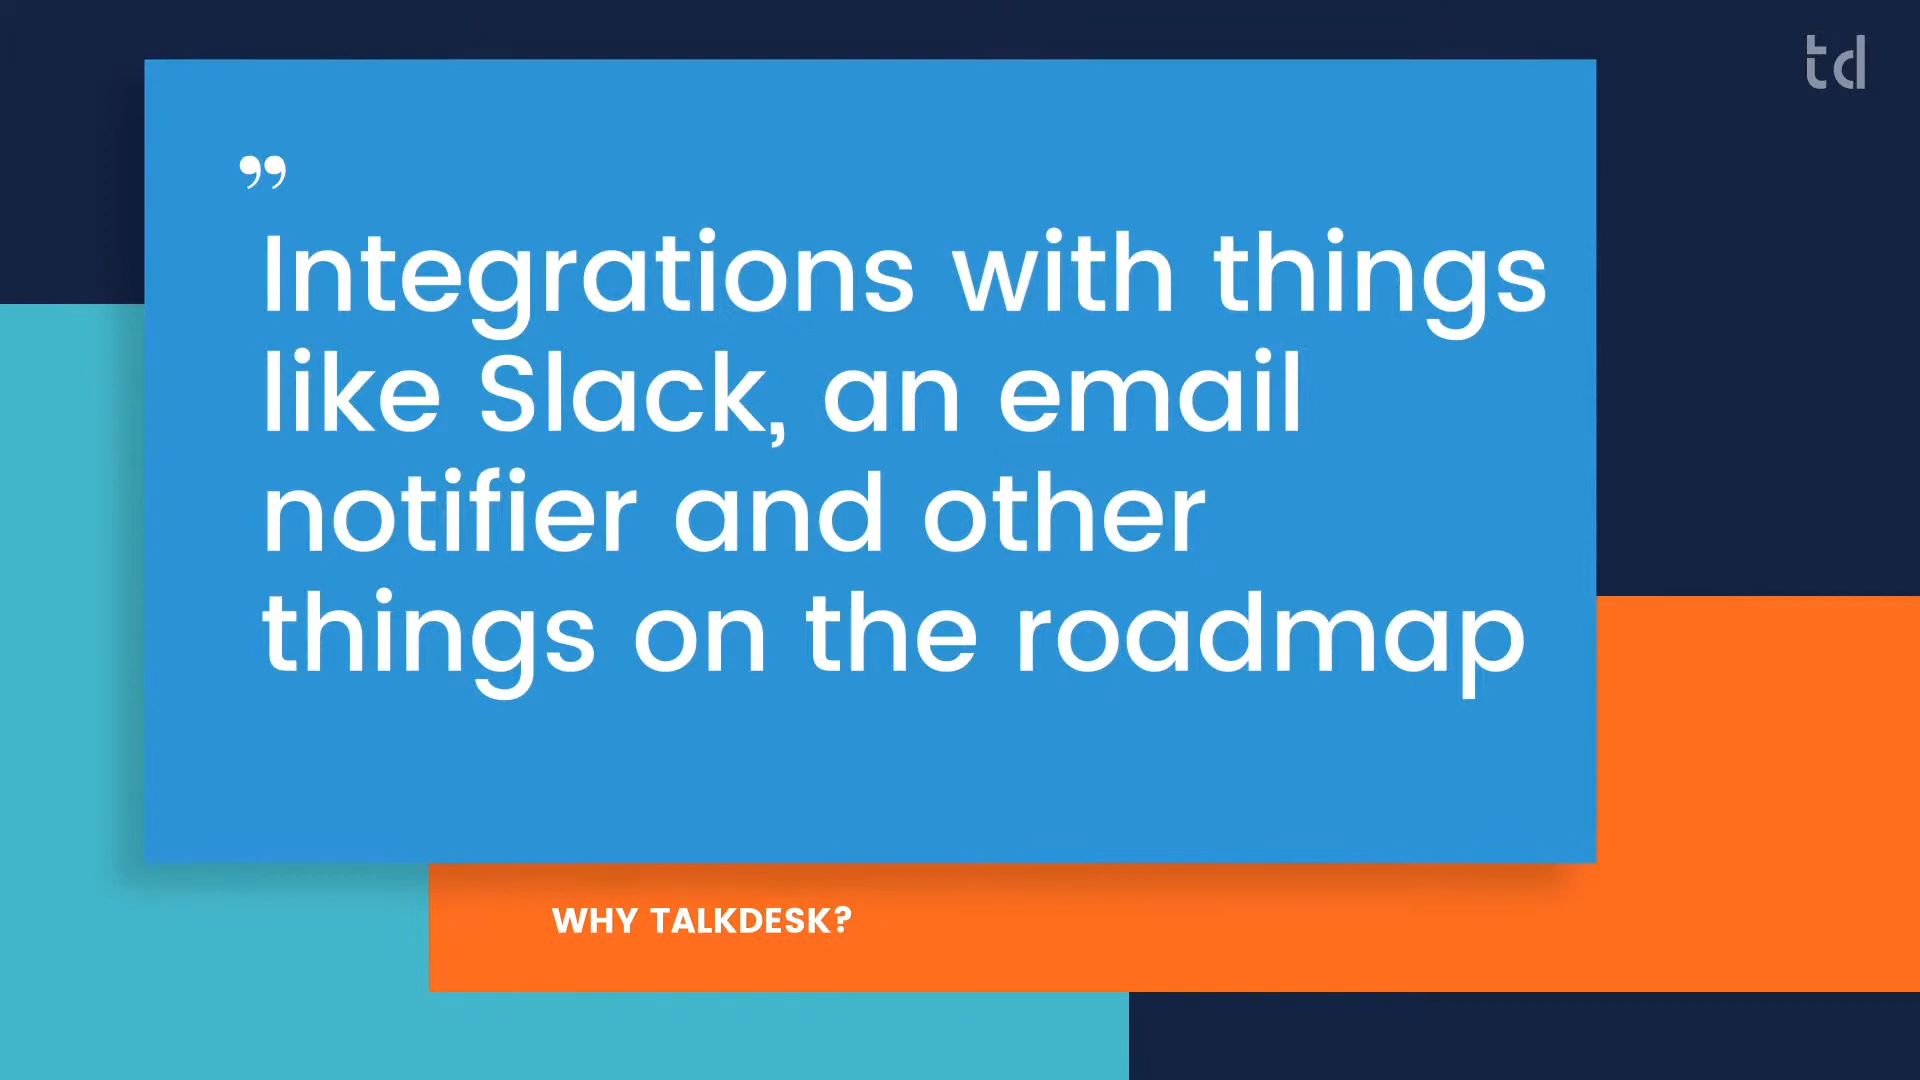 td
”
Integrations with things
like Slack, an email
notifier and other
things on the roadmap
WHY TALKDESK?